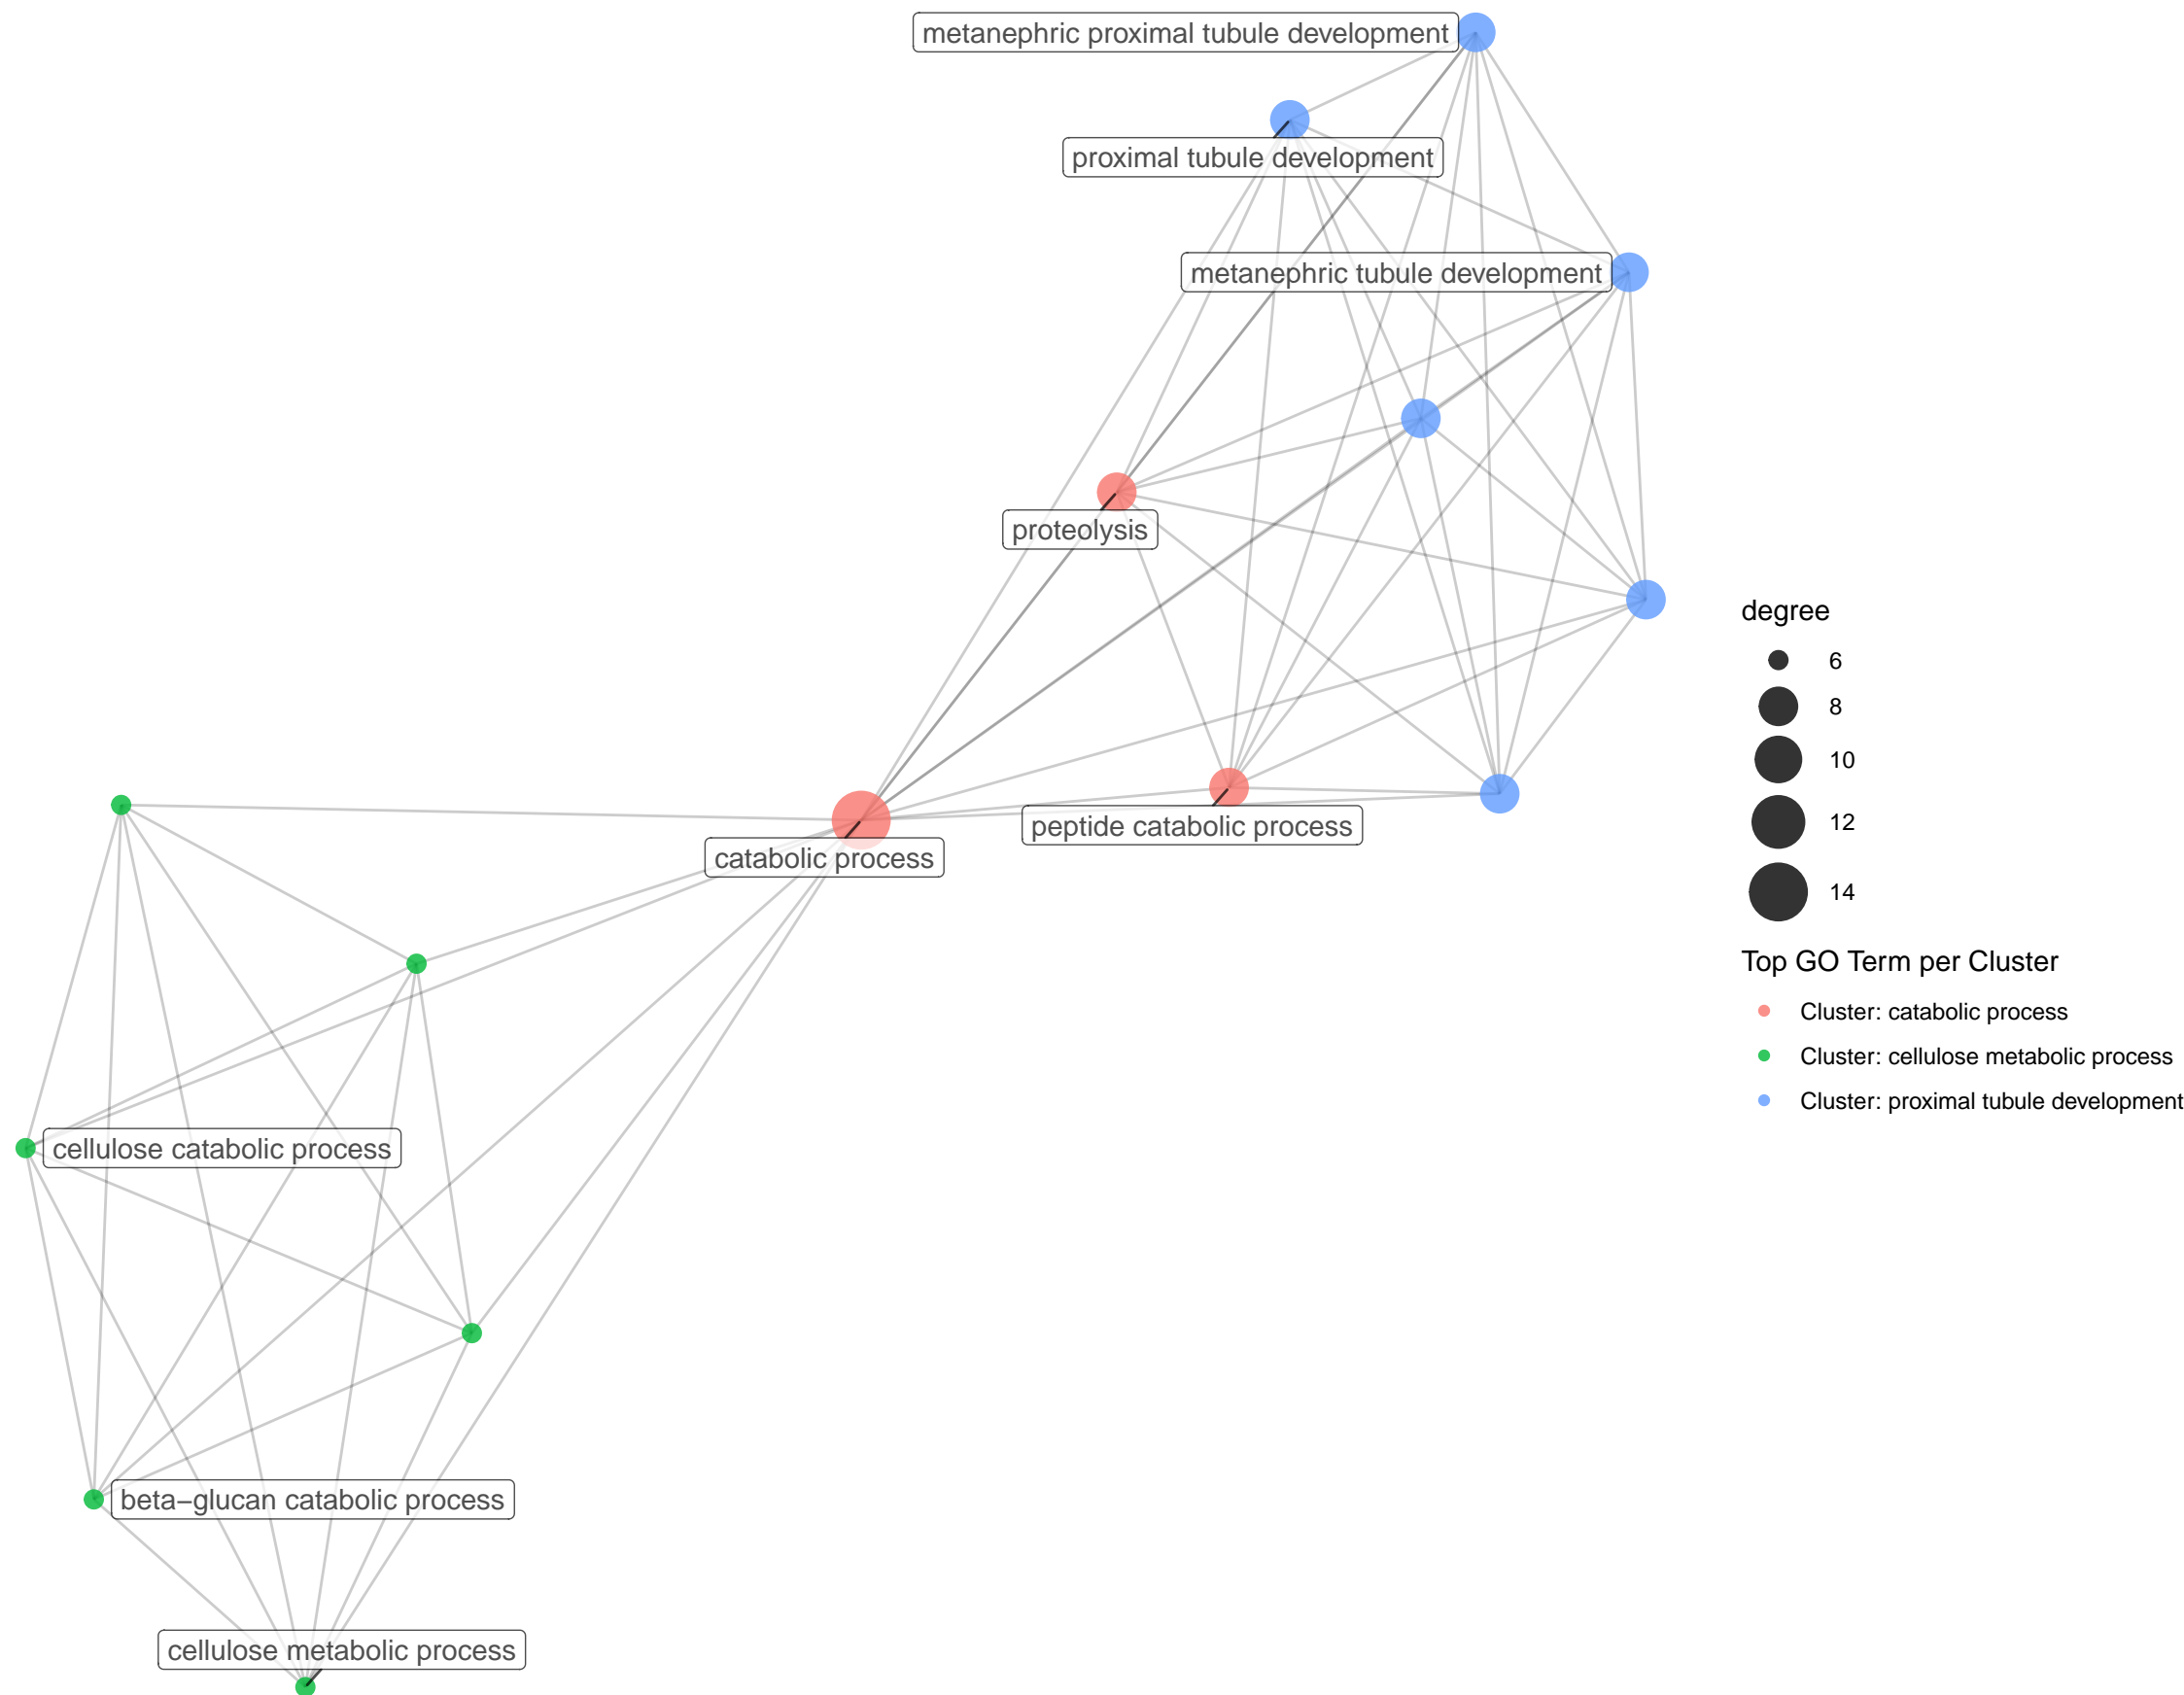 metanephric proximal tubule development
proximal tubule development
metanephric tubule development
proteolysis
peptide catabolic process
catabolic process
cellulose catabolic process
beta−glucan catabolic process
cellulose metabolic process
degree
6
8
10
12
14
Top GO Term per Cluster
Cluster: catabolic process
Cluster: cellulose metabolic process
Cluster: proximal tubule development